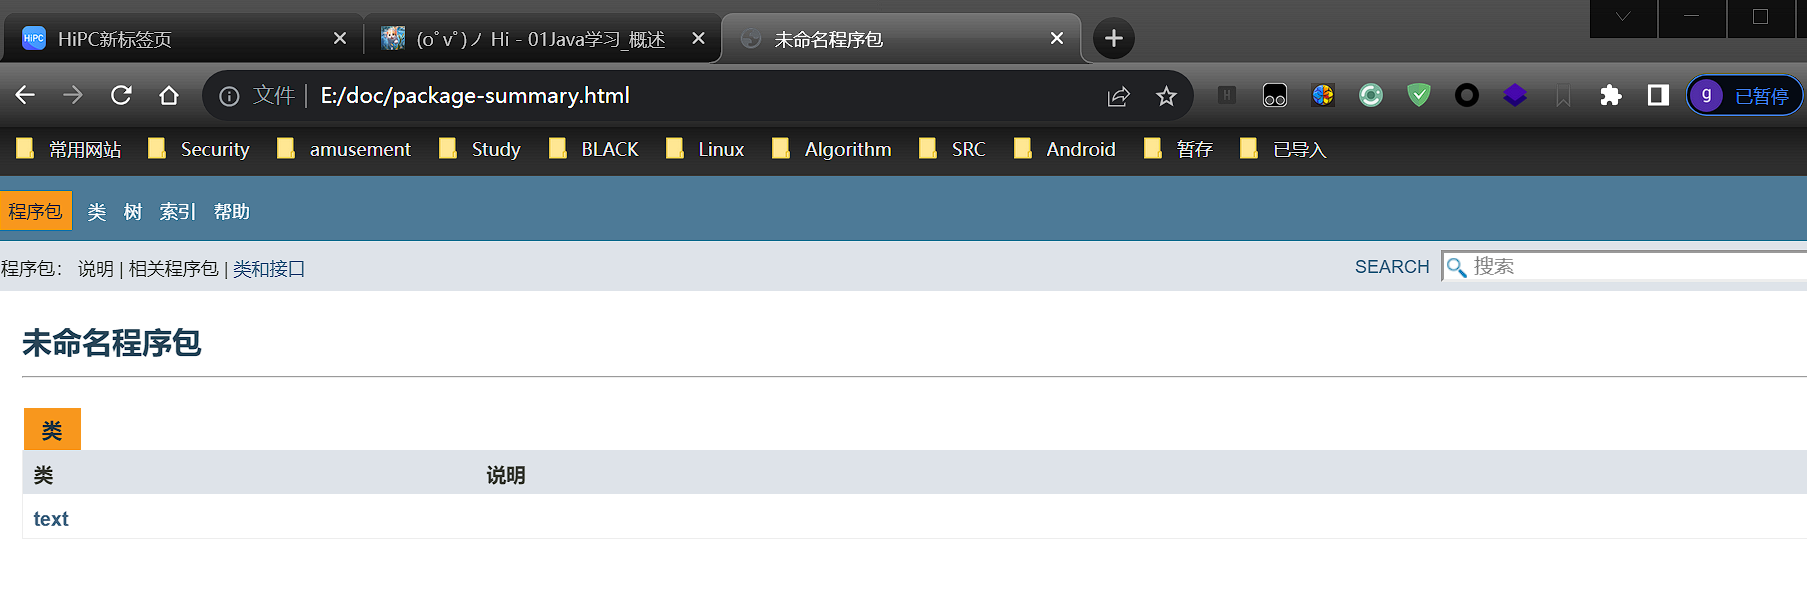 HiPC HiPC新标签页
(oﾟvﾟ)ノ Hi - 01Java学习_概述
未命名程序包
文件 | E:/doc/package-summary.html
H
g 已暂停
常用网站 Security amusement Study BLACK Linux Algorithm SRC Android 暂存 已导入
程序包 类 树 索引 帮助
程序包： 说明 | 相关程序包 | 类和接口
SEARCH 搜索
未命名程序包
类
类 说明
text